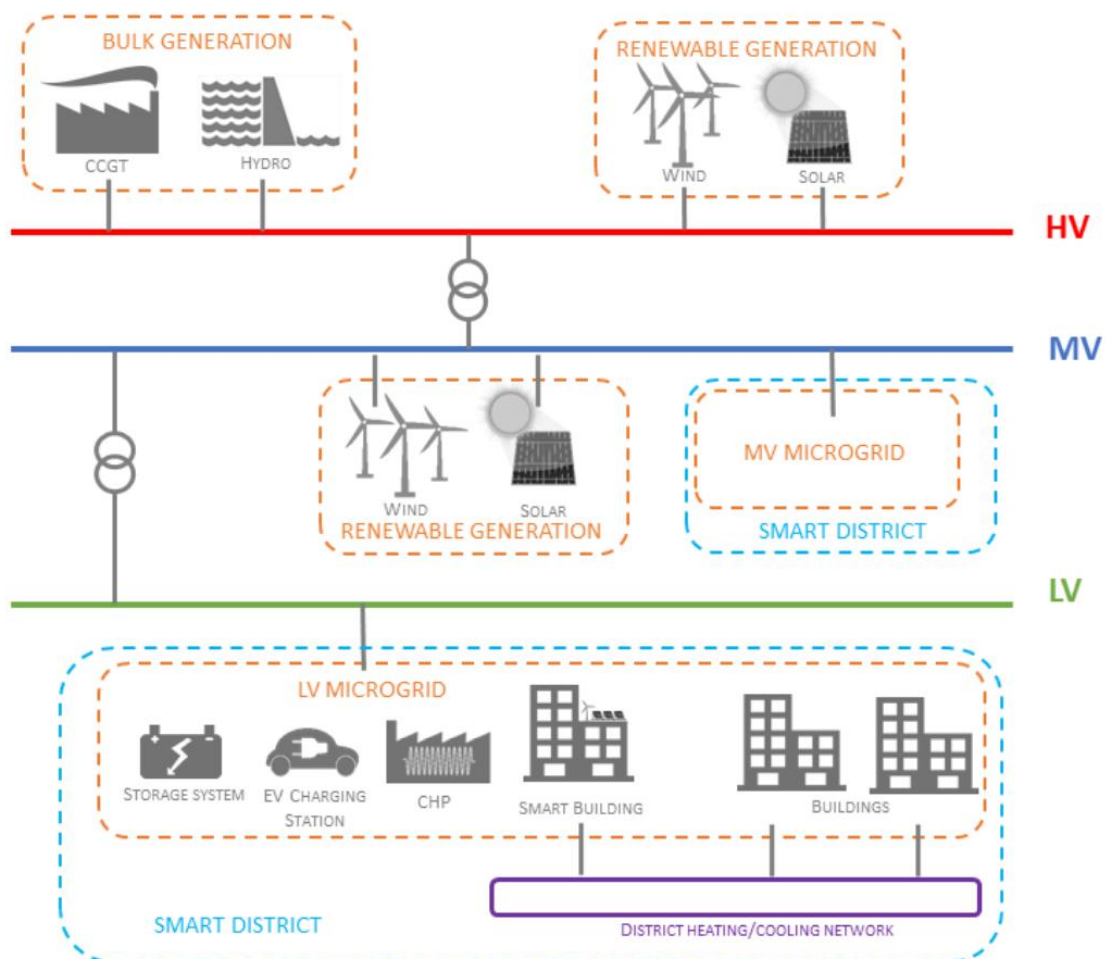 BULK GENERATION
CCGT
HYDRO
RENEWABLE GENERATION
WIND
SOLAR
HV
MV
WIND
SOLAR
RENEWABLE GENERATION
MV MICROGRID
SMART DISTRICT
LV
LV MICROGRID
STORAGE SYSTEM
EV CHARGING
STATION
CHP
SMART BUILDING
BUILDINGS
SMART DISTRICT
DISTRICT HEATING/COOLING NETWORK